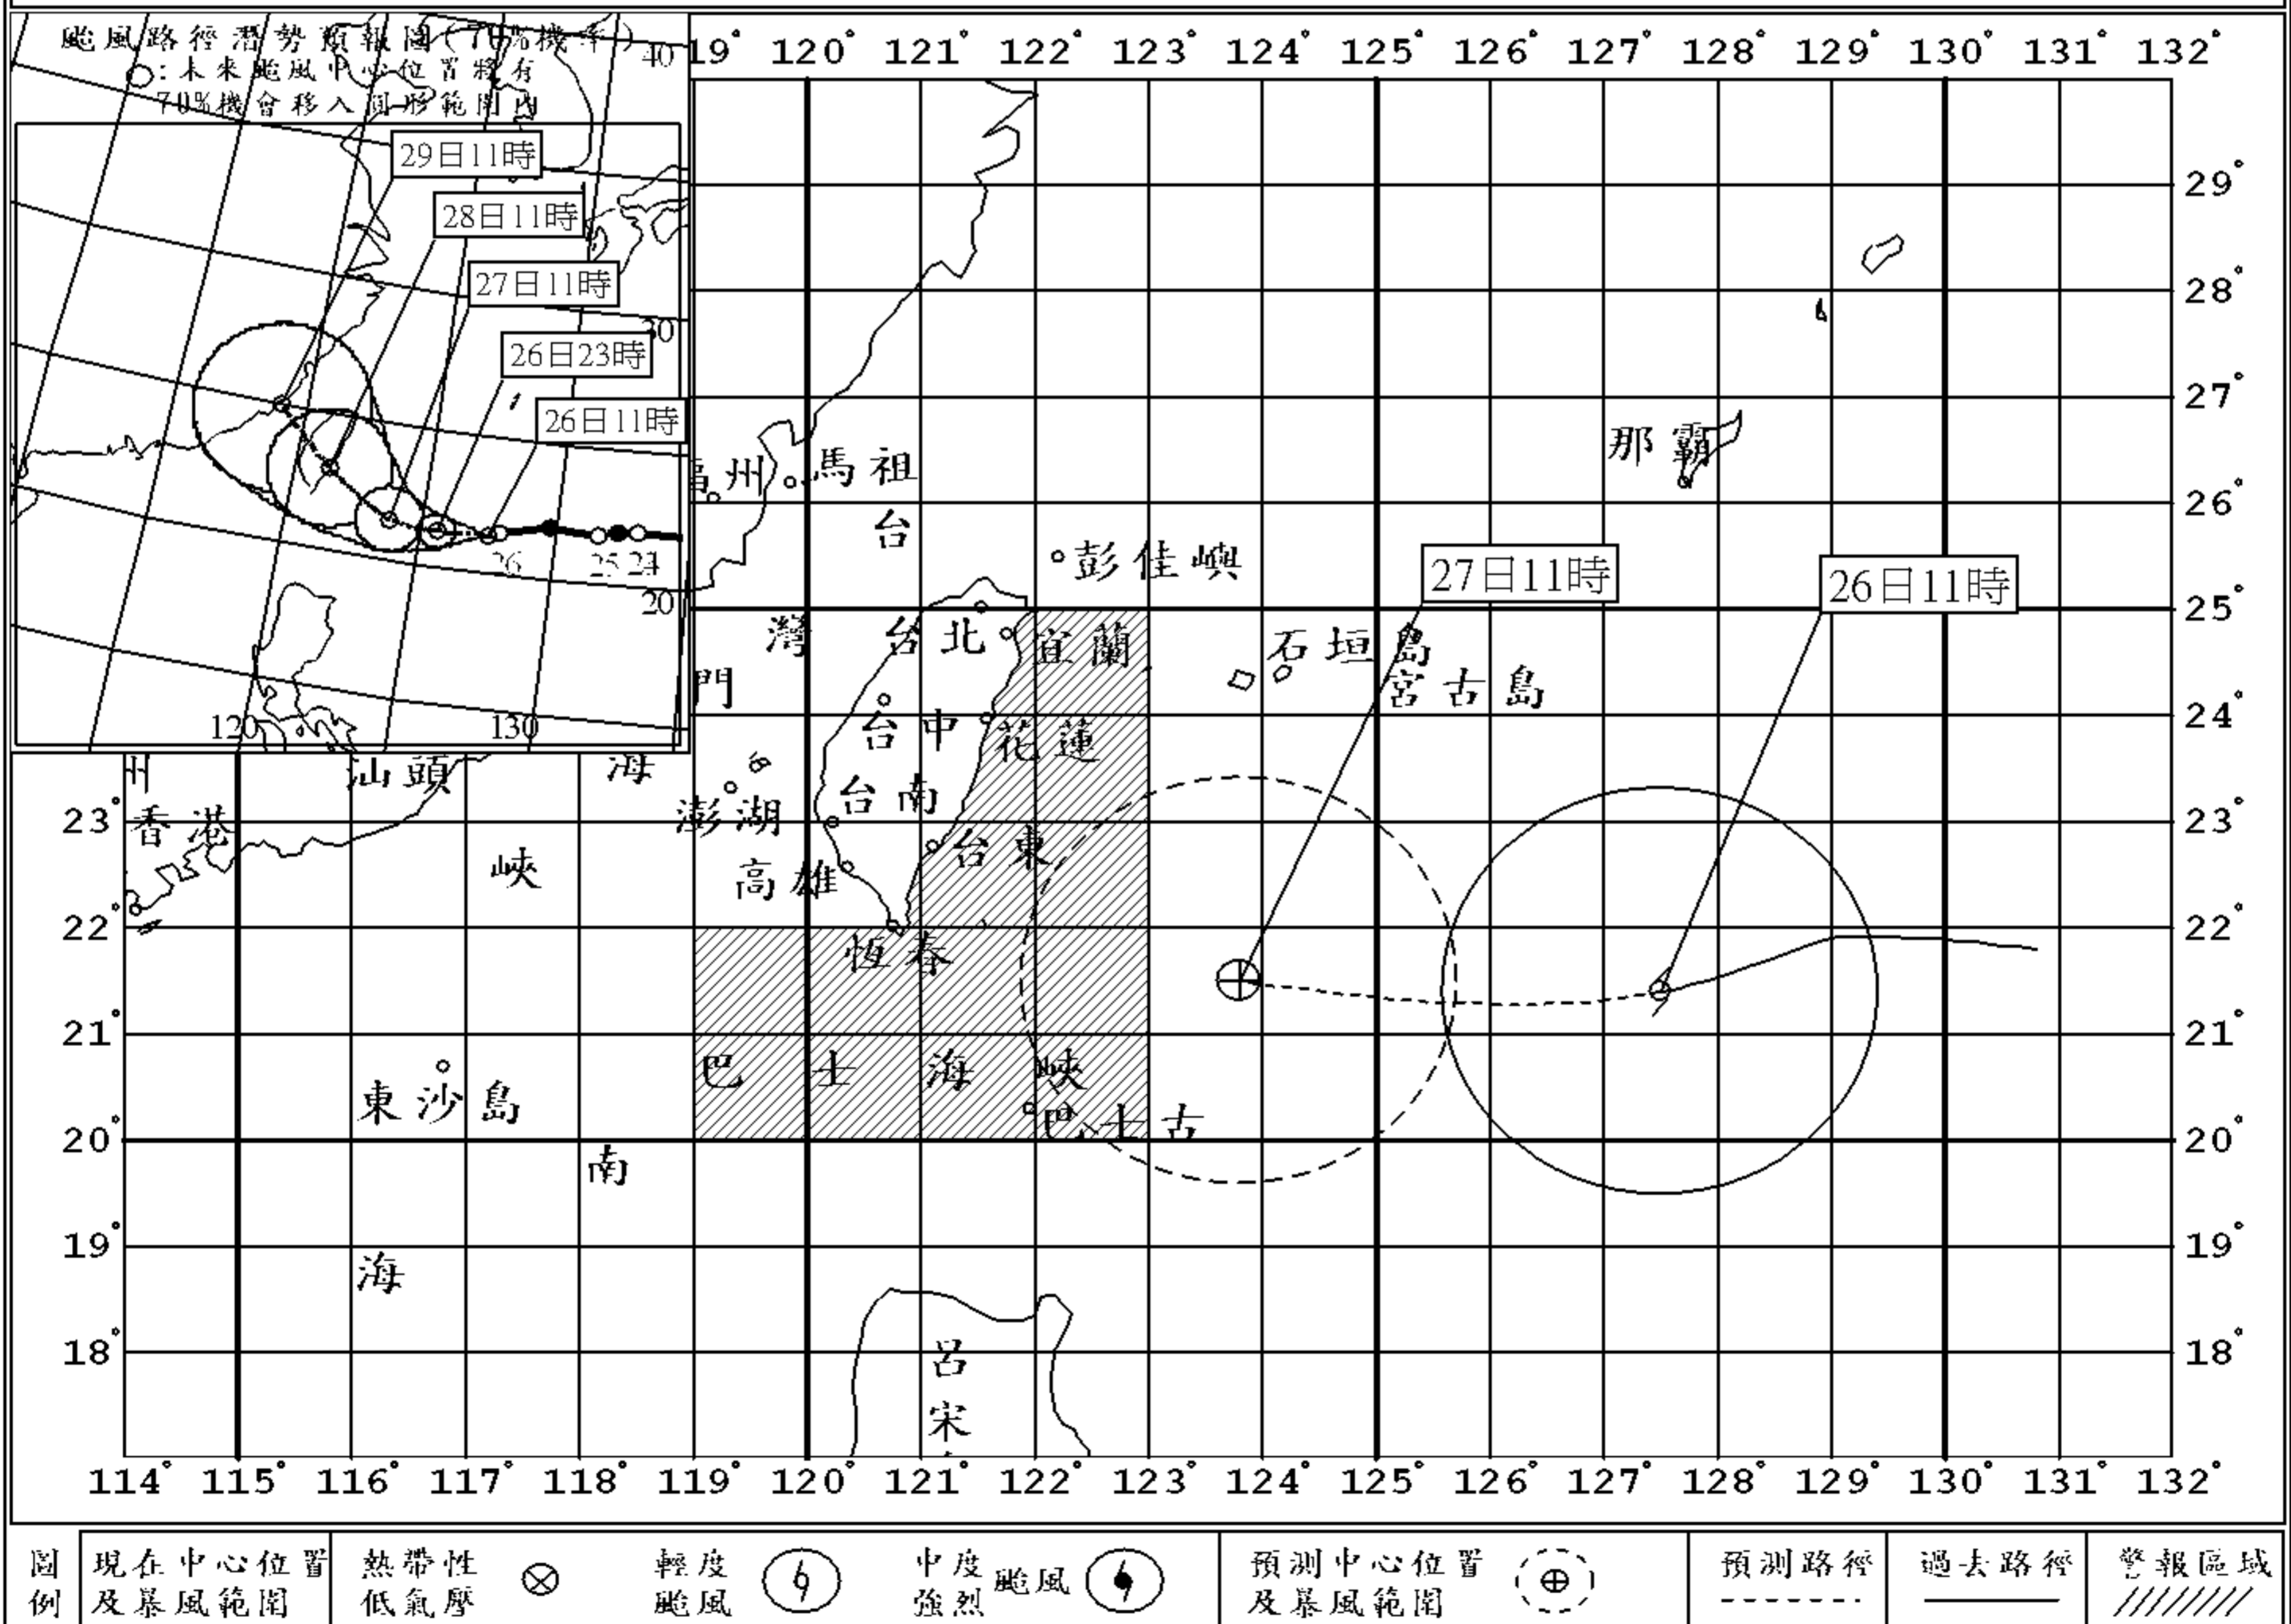 颱風路徑潛勢預報圖(70%機率)
○:未來颱風中心位置將有
70%機會移入圓形範圍內
40
29日11時
28日11時
27日11時
30
26日23時
26日11時
26 25 24
20
120 130
19° 120° 121° 122° 123° 124° 125° 126° 127° 128° 129° 130° 131° 132°
29°
28°
27°
那霸
福州 馬祖
26°
台
彭佳嶼
27日11時
26日11時
25°
灣 台北 宜蘭 石垣島
門 宮古島
24°
台中 花蓮
州 汕頭 海
台南
23° 香港 澎湖 23°
台東
峽 高雄
22° 22°
恆春
21° 21°
巴士海峽
東沙島
巴士古
20° 20°
南
19° 19°
海
18° 18°
呂
宋
114° 115° 116° 117° 118° 119° 120° 121° 122° 123° 124° 125° 126° 127° 128° 129° 130° 131° 132°
圖例
現在中心位置
及暴風範圍
熱帶性
低氣壓
輕度
颱風
中度
強烈
颱風
預測中心位置
及暴風範圍
預測路徑
過去路徑
警報區域